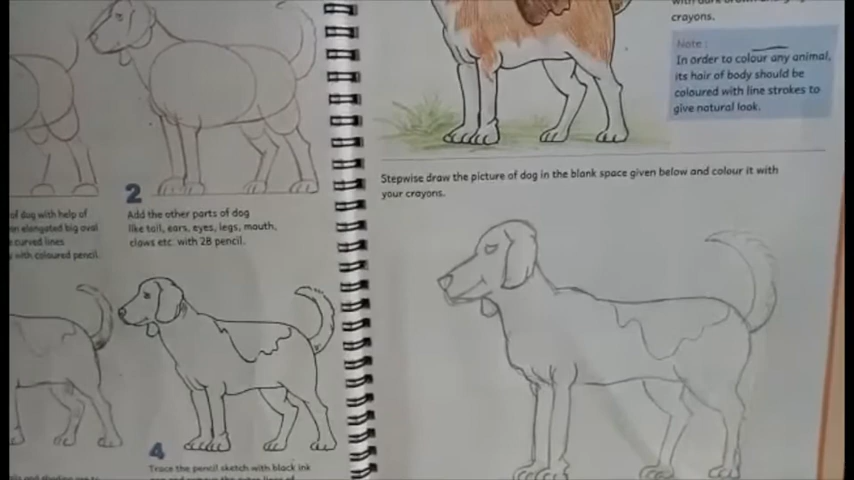 2
of dog with help of
an elongated big oval
curved lines
with coloured pencil
Add the other parts of dog
like tail, ears, eyes, legs, mouth,
claws etc. with 2B pencil.
4
Trace the pencil sketch with black ink
crayons.
Note :
In order to colour any animal,
its hair of body should be
coloured with line strokes to
give natural look.
Stepwise draw the picture of dog in the blank space given below and colour it with
your crayons.